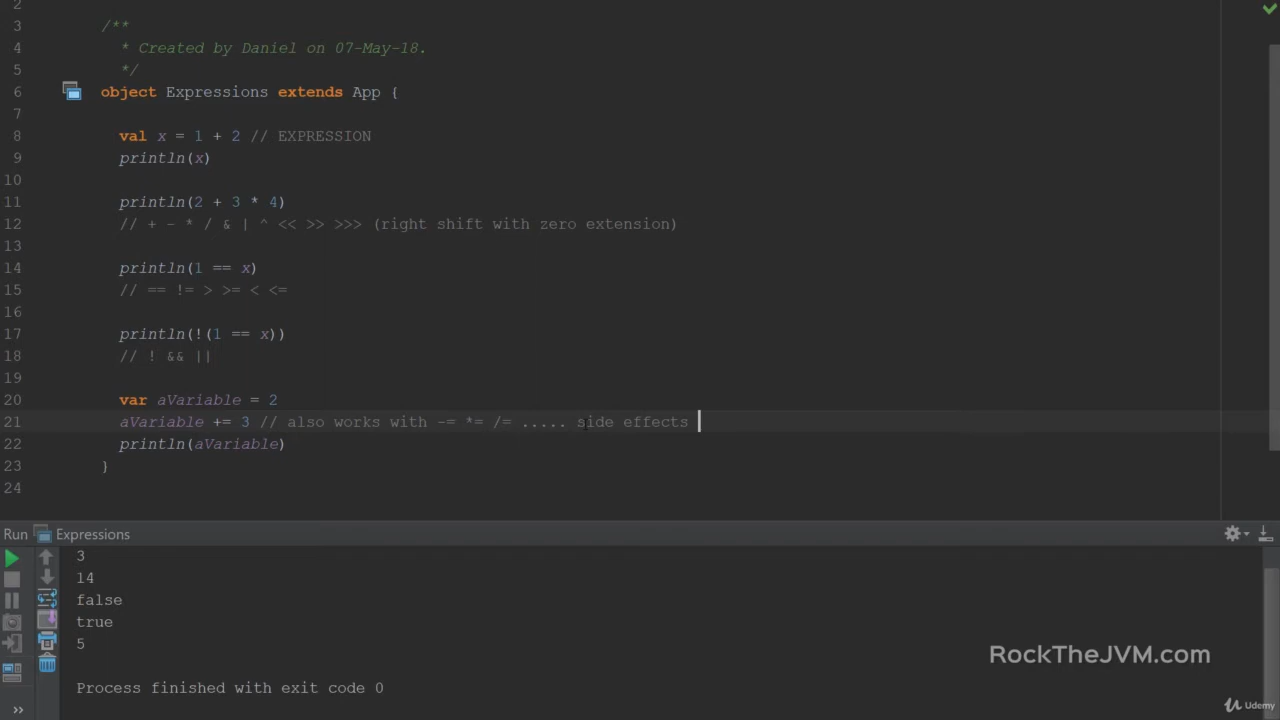 2
3 /**
4 * Created by Daniel on 07-May-18.
5 */
6 object Expressions extends App {
7
8 val x = 1 + 2 // EXPRESSION
9 println(x)
10
11 println(2 + 3 * 4)
12 // + - * / & | ^ << >> >>> (right shift with zero extension)
13
14 println(1 == x)
15 // == != > >= < <=
16
17 println(!(1 == x))
18 // ! && ||
19
20 var aVariable = 2
21 aVariable += 3 // also works with -= *= /= ..... side effects
22 println(aVariable)
23 }
24
Run Expressions
3
14
false
true
5
Process finished with exit code 0
RockTheJVM.com
Udemy